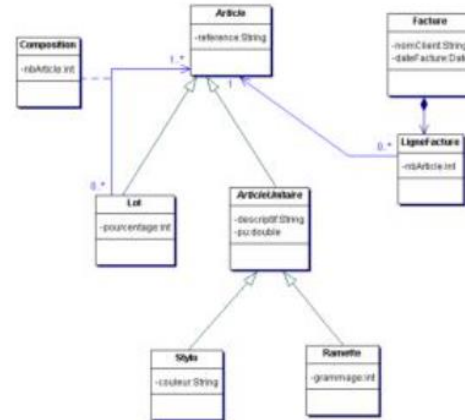 Article
-reference:String
Composition
-nbArticle:int
Facture
-nomClient:String
-dateFacture:Date
1..*
1
0..*
LigneFacture
-nbArticle:int
0..*
Lot
-pourcentage:int
ArticleUnitaire
-descriptif:String
-pu:double
Stylo
-couleur:String
Ramette
-grammage:int